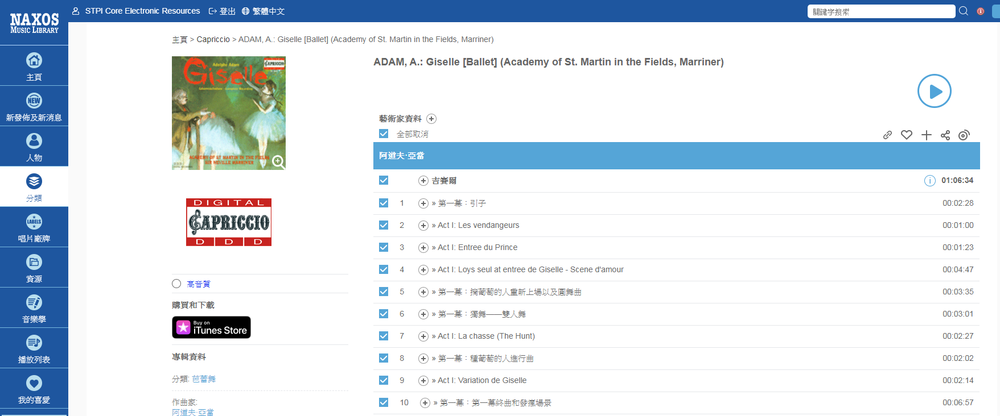 NAXOS
MUSIC LIBRARY
STPI Core Electronic Resources
登出
繁體中文
關鍵字搜索
主頁
新發佈及新消息
人物
分類
唱片廠牌
資源
音樂學
播放列表
我的喜愛
主頁 > Capriccio > ADAM, A.: Giselle [Ballet] (Academy of St. Martin in the Fields, Marriner)
CAPRICCIO
Adolphe Adam
Giselle
ACADEMY OF ST MARTIN IN THE FIELDS
SIR NEVILLE MARRINER
DIGITAL
CAPRICCIO
D D D
高音質
購買和下載
Buy on
iTunes Store
專輯資料
分類: 芭蕾舞
作曲家:
阿道夫·亞當
ADAM, A.: Giselle [Ballet] (Academy of St. Martin in the Fields, Marriner)
藝術家資料
全部取消
阿道夫·亞當
吉賽爾 01:06:34
1 » 第一幕：引子 00:02:28
2 » Act I: Les vendangeurs 00:01:00
3 » Act I: Entree du Prince 00:01:23
4 » Act I: Loys seul at entree de Giselle - Scene d'amour 00:04:47
5 » 第一幕：摘葡萄的人重新上場以及圓舞曲 00:03:35
6 » 第一幕：獨舞——雙人舞 00:03:01
7 » Act I: La chasse (The Hunt) 00:02:27
8 » 第一幕：種葡萄的人進行曲 00:02:02
9 » Act I: Variation de Giselle 00:02:14
10 » 第一幕：第一幕終曲和發瘋場景 00:06:57